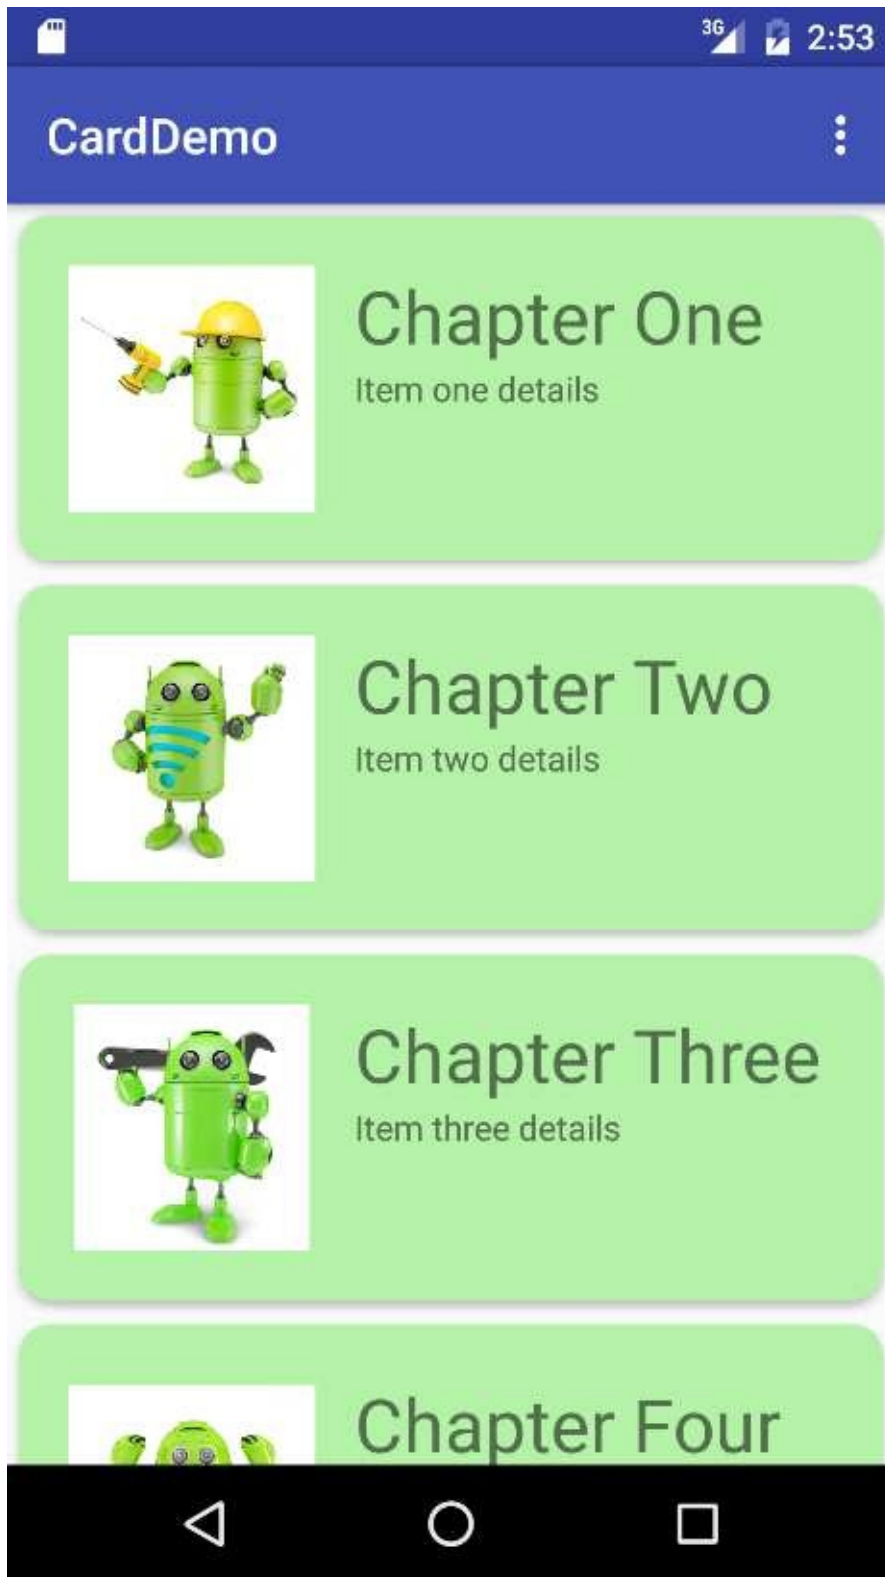 3G 2:53
CardDemo
Chapter One
Item one details
Chapter Two
Item two details
Chapter Three
Item three details
Chapter Four